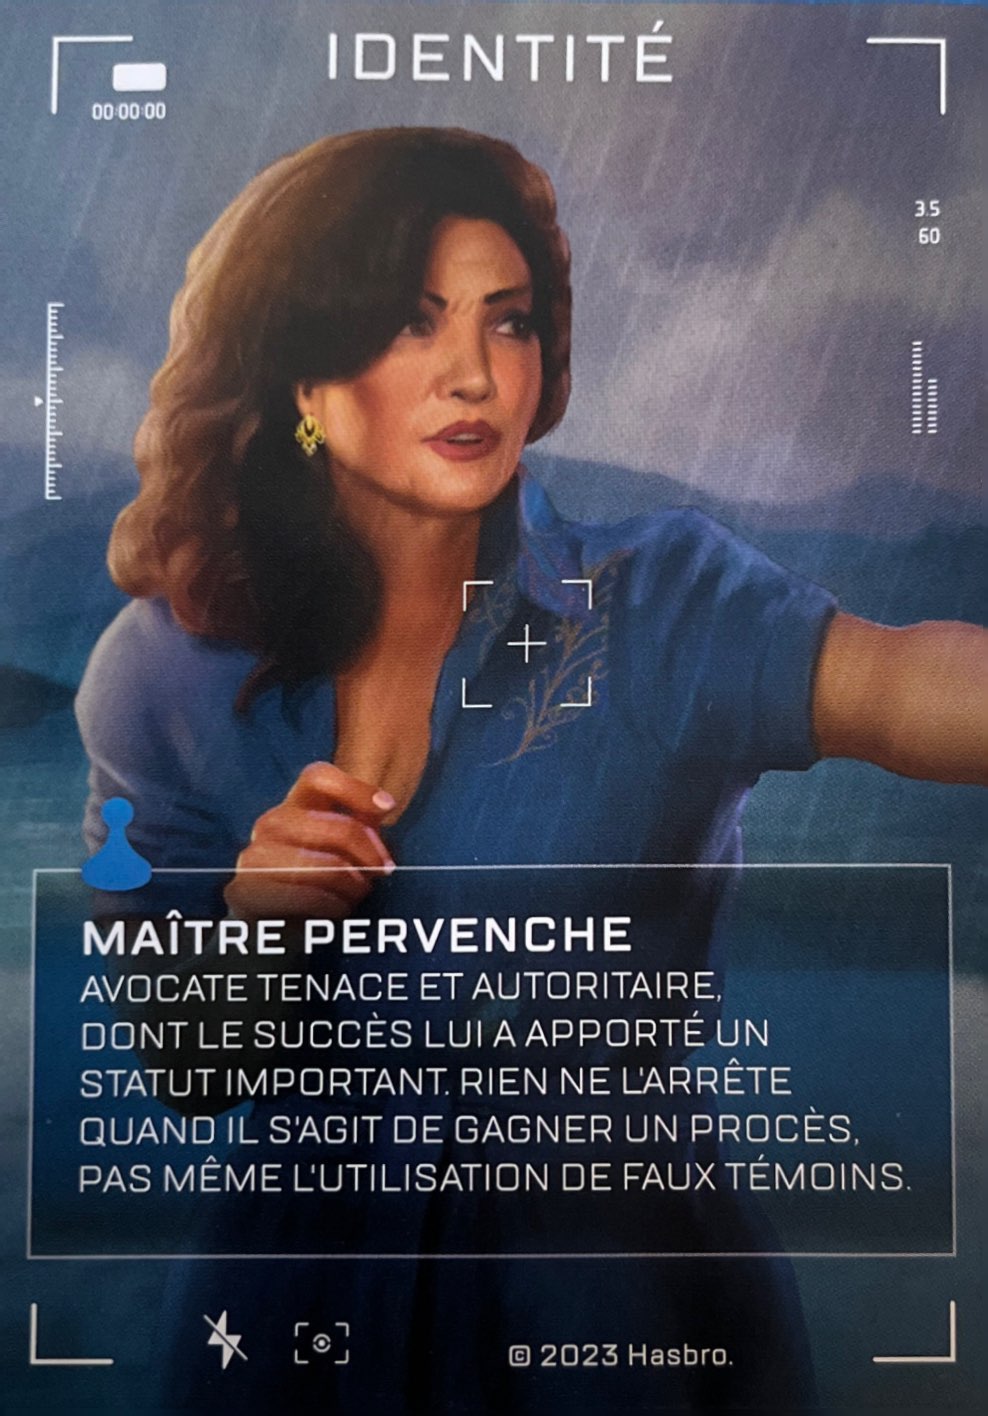 IDENTITÉ
00:00:00
3.5
60
MAÎTRE PERVENCHE
AVOCATE TENACE ET AUTORITAIRE,
DONT LE SUCCÈS LUI A APPORTÉ UN
STATUT IMPORTANT. RIEN NE L'ARRÊTE
QUAND IL S'AGIT DE GAGNER UN PROCÈS,
PAS MÊME L'UTILISATION DE FAUX TÉMOINS.
© 2023 Hasbro.